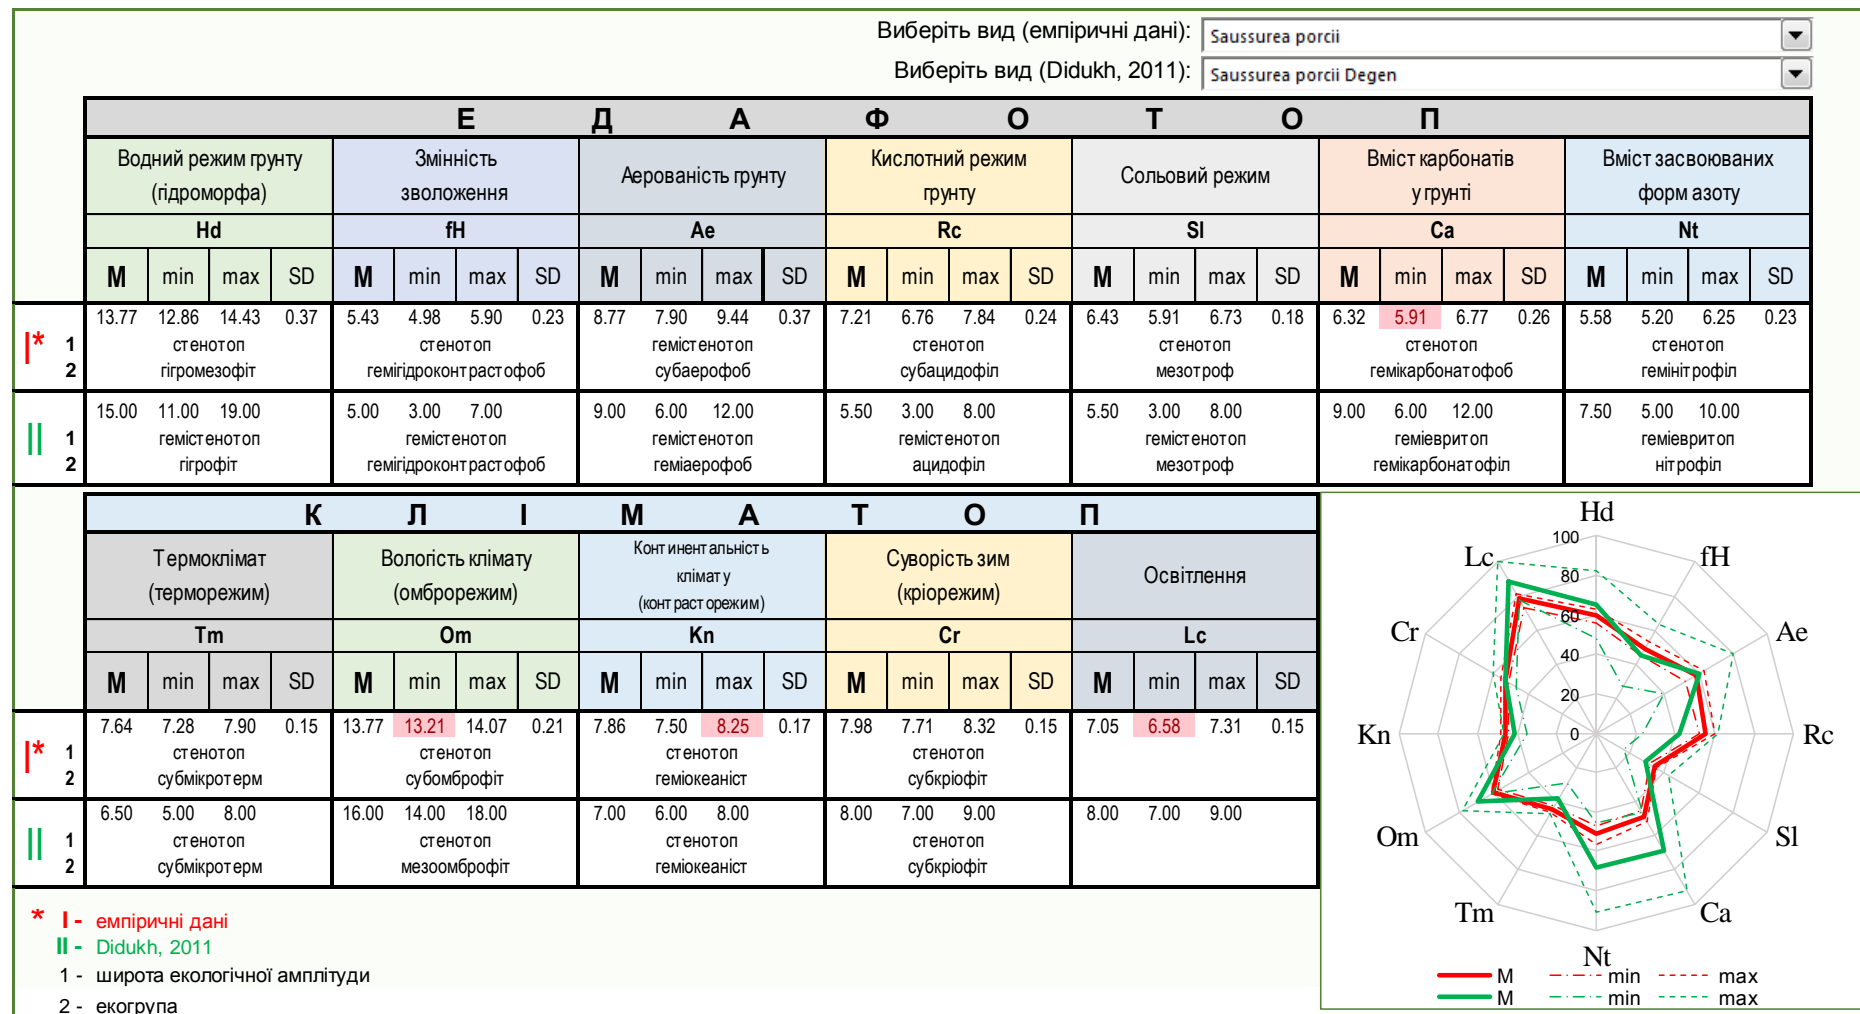 Виберіть вид (емпіричні дані): Saussurea porcii
Виберіть вид (Didukh, 2011): Saussurea porcii Degen
Е Д А Ф О Т О П
Водний режим грунту (гідроморфа) Змінність зволоження Аерованість грунту Кислотний режим грунту Сольовий режим Вміст карбонатів у грунті Вміст засвоюваних форм азоту
Hd fH Ae Rc Sl Ca Nt
M min max SD M min max SD M min max SD M min max SD M min max SD M min max SD M min max SD
13.77 12.86 14.43 0.37 5.43 4.98 5.90 0.23 8.77 7.90 9.44 0.37 7.21 6.76 7.84 0.24 6.43 5.91 6.73 0.18 6.32 5.91 6.77 0.26 5.58 5.20 6.25 0.23
I* 1 стенотоп стенотоп гемістенотоп стенотоп стенотоп стенотоп стенотоп
2 гігромезофіт гемігідроконтрастофоб субаерофоб субацидофіл мезотроф гемікарбонатофоб гемінітрофіл
15.00 11.00 19.00 5.00 3.00 7.00 9.00 6.00 12.00 5.50 3.00 8.00 5.50 3.00 8.00 9.00 6.00 12.00 7.50 5.00 10.00
II 1 гемістенотоп гемістенотоп гемістенотоп гемістенотоп гемістенотоп геміевритоп геміевритоп
2 гігрофіт гемігідроконтрастофоб геміаерофоб ацидофіл мезотроф гемікарбонатофіл нітрофіл
К Л І М А Т О П
Термоклімат (терморежим) Вологість клімату (омброрежим) Континентальність клімату (контрасторежим) Суворість зим (кріорежим) Освітлення
Tm Om Kn Cr Lc
M min max SD M min max SD M min max SD M min max SD M min max SD
7.64 7.28 7.90 0.15 13.77 13.21 14.07 0.21 7.86 7.50 8.25 0.17 7.98 7.71 8.32 0.15 7.05 6.58 7.31 0.15
I* 1 стенотоп стенотоп стенотоп стенотоп
2 субмікротерм субомброфіт геміокеаніст субкріофіт
6.50 5.00 8.00 16.00 14.00 18.00 7.00 6.00 8.00 8.00 7.00 9.00 8.00 7.00 9.00
II 1 стенотоп стенотоп стенотоп стенотоп
2 субмікротерм мезоомброфіт геміокеаніст субкріофіт
Hd
100
Lc fH
80
60
Cr Ae
40
20
Kn 0 Rc
Om Sl
Tm Ca
Nt
M min max
M min max
* I - емпіричні дані
II - Didukh, 2011
1 - широта екологічної амплітуди
2 - екогрупа